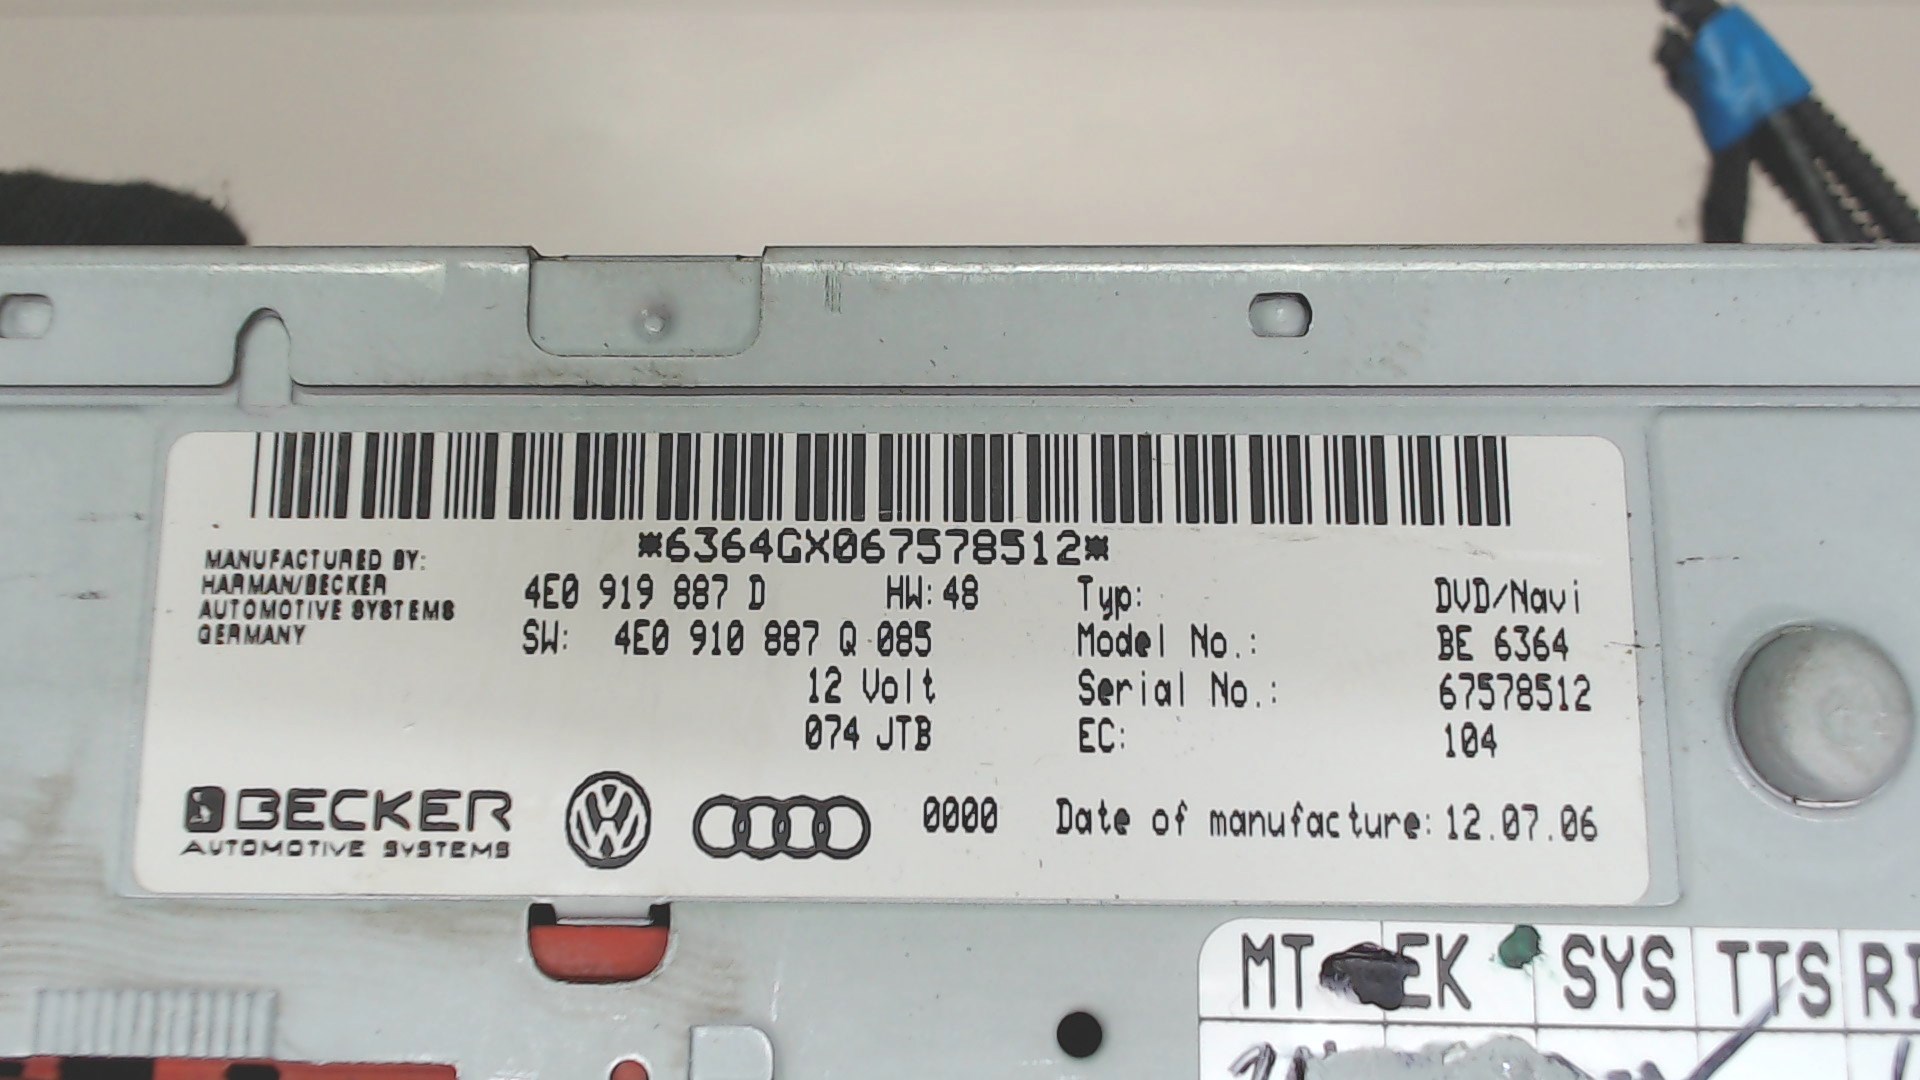 *6364GX067578512*
MANUFACTURED BY:
HARMAN/BECKER
AUTOMOTIVE SYSTEMS
GERMANY
4E0 919 887 D HW: 48
SW: 4E0 910 887 Q 085
12 Volt
074 JTB
Typ: DVD/Navi
Model No.: BE 6364
Serial No.: 67578512
EC: 104
BECKER
AUTOMOTIVE SYSTEMS
0000 Date of manufacture: 12.07.06
MT EK SYS TTS